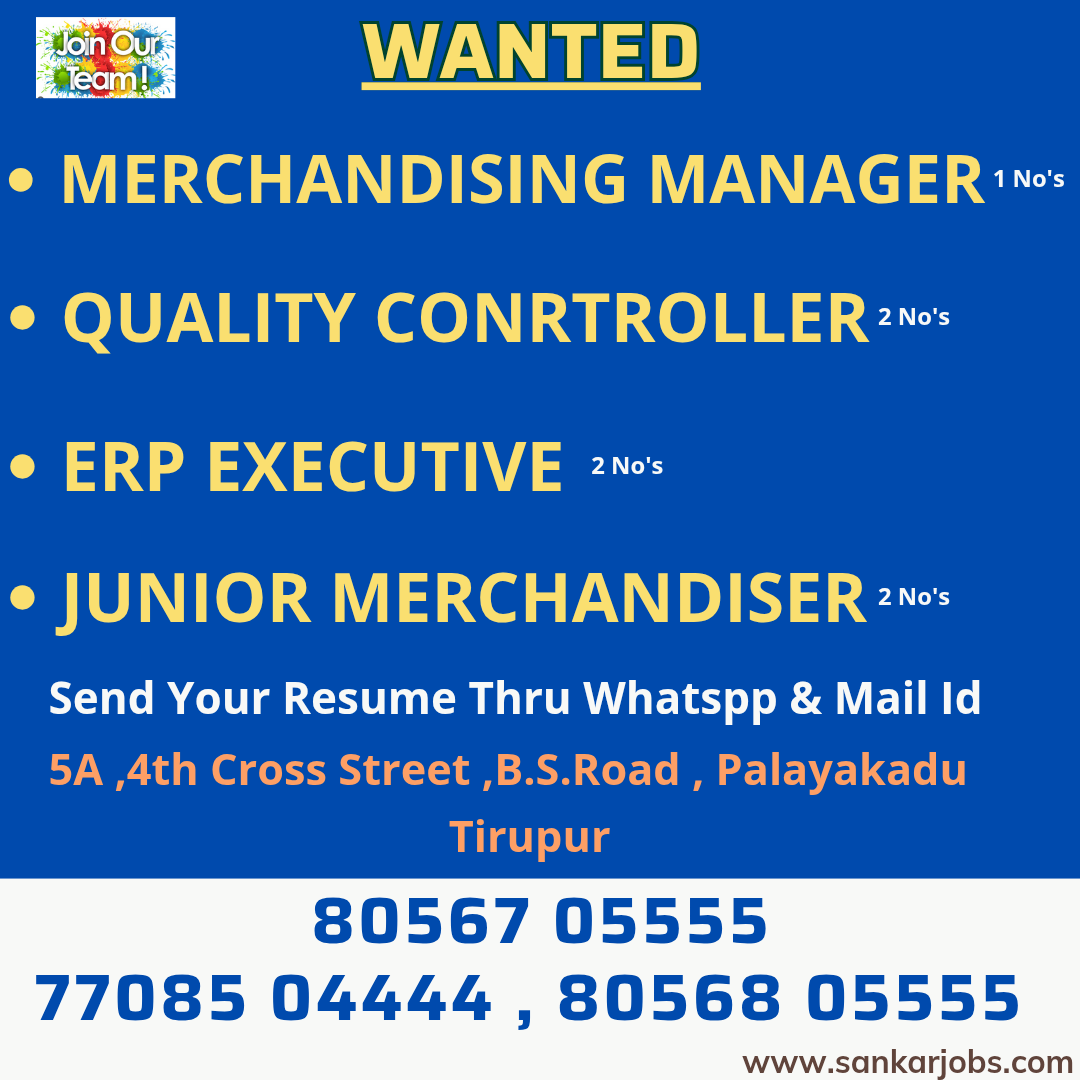 Join Our
Team!
WANTED
• MERCHANDISING MANAGER 1 No's
• QUALITY CONRTROLLER 2 No's
• ERP EXECUTIVE 2 No's
• JUNIOR MERCHANDISER 2 No's
Send Your Resume Thru Whatspp & Mail Id
5A ,4th Cross Street ,B.S.Road , Palayakadu
Tirupur
80567 05555
77085 04444 , 80568 05555
www.sankarjobs.com